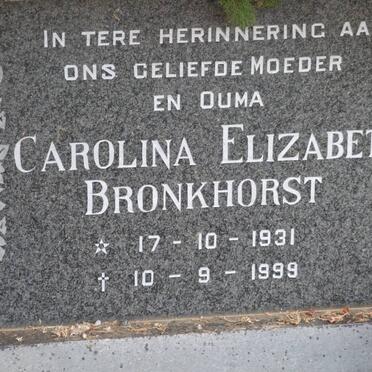 IN TERE HERINNERING AA
ONS GELIEFDE MOEDER
EN OUMA
CAROLINA ELIZABET
BRONKHORST
☆ 17 - 10 - 1931
† 10 - 9 - 1999